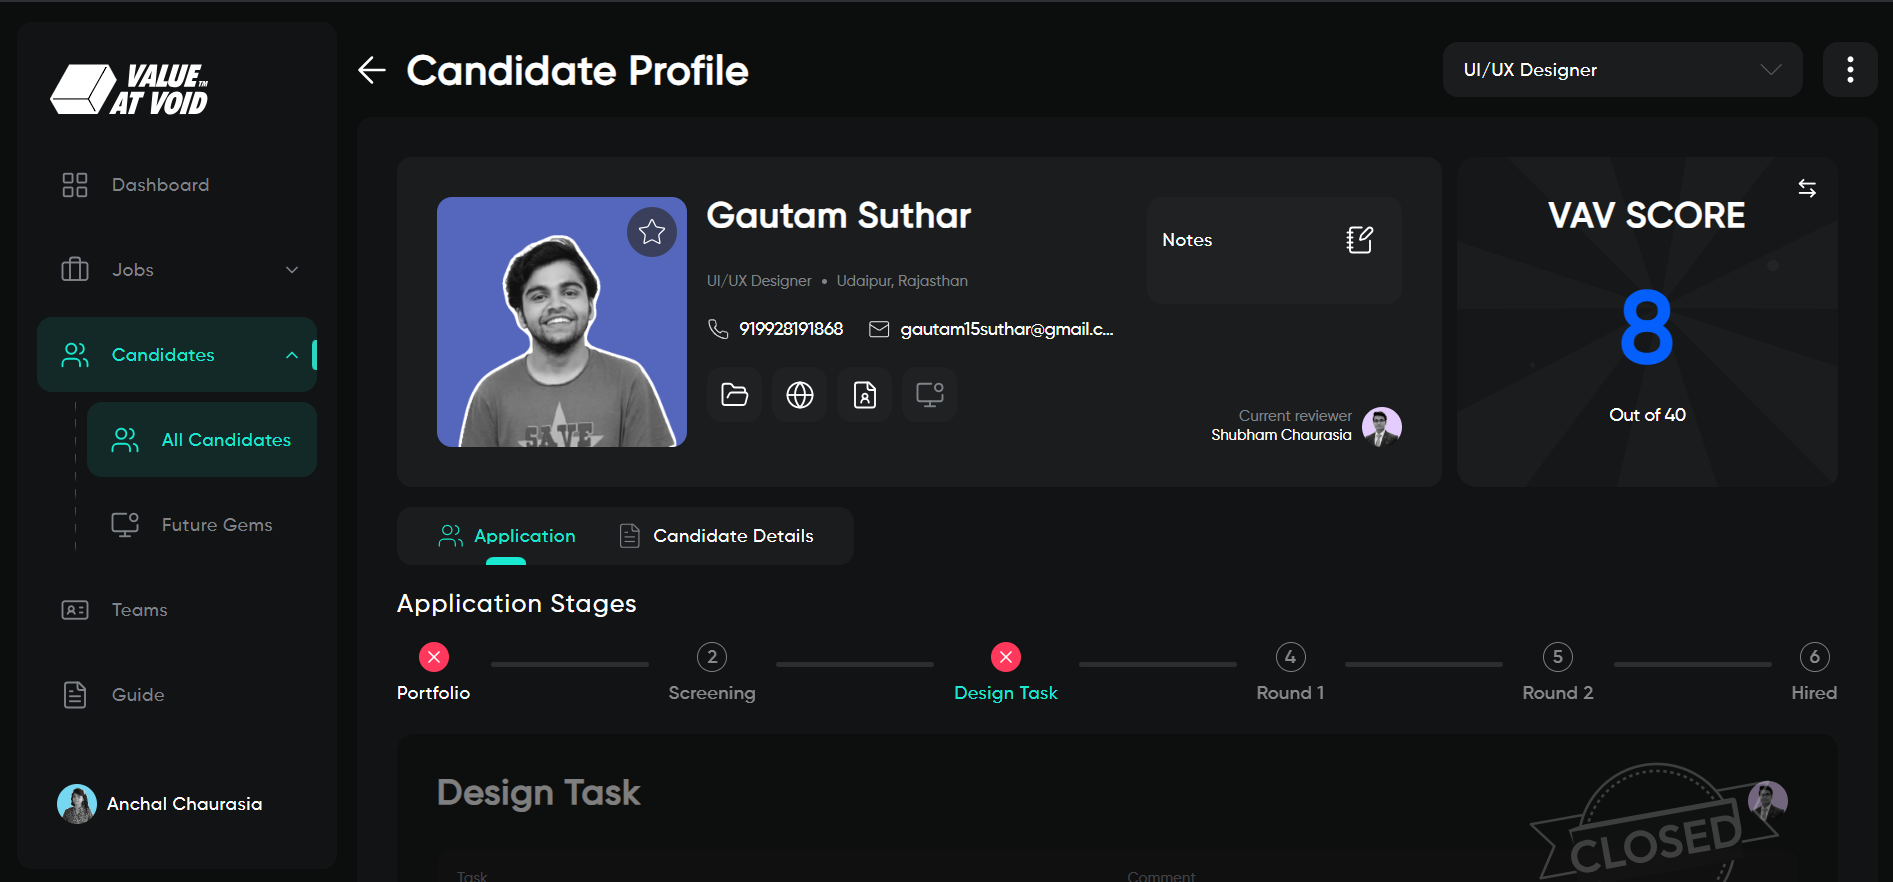 VALUE™
AT VOID
Dashboard
Jobs
Candidates
All Candidates
Future Gems
Teams
Guide
Anchal Chaurasia
Candidate Profile
UI/UX Designer
Gautam Suthar
UI/UX Designer • Udaipur, Rajasthan
919928191868 gautam15suthar@gmail.c...
Notes
Current reviewer
Shubham Chaurasia
SAVE
VAV SCORE
8
Out of 40
Application Candidate Details
Application Stages
2 4 5 6
Portfolio Screening Design Task Round 1 Round 2 Hired
Design Task
CLOSED
Task Comment